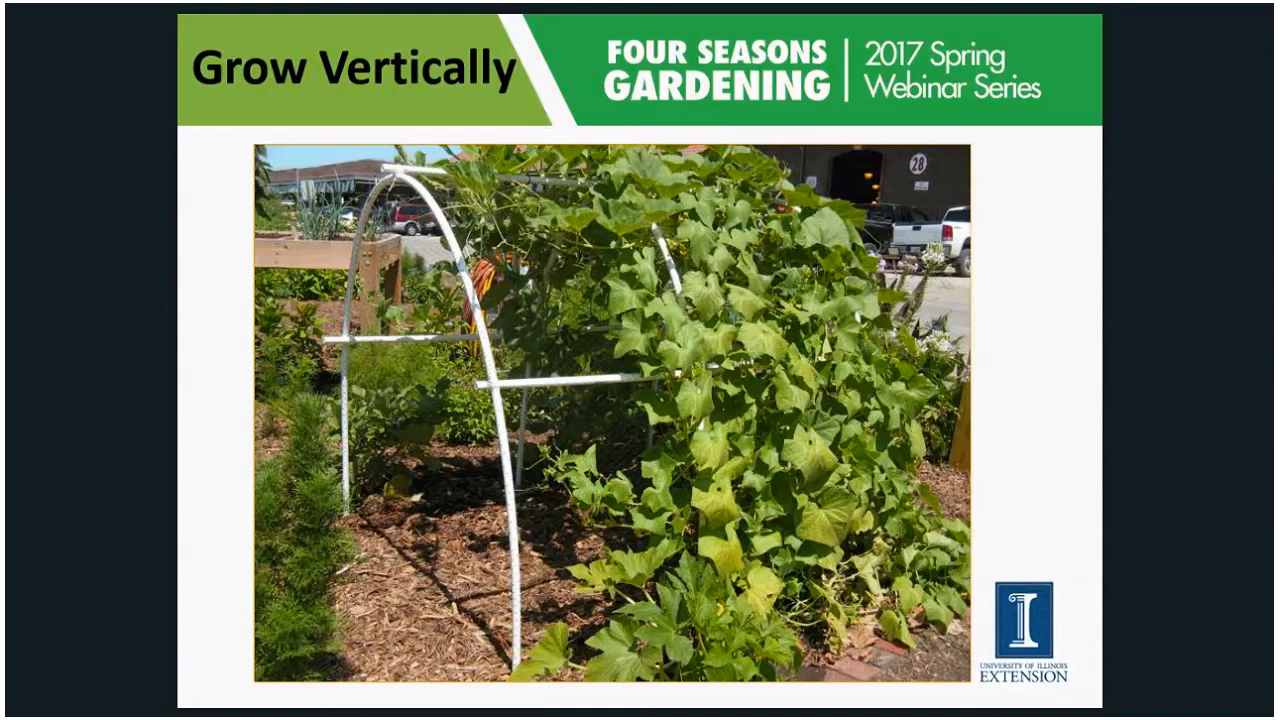 Grow Vertically
FOUR SEASONS
GARDENING
2017 Spring
Webinar Series
28
UNIVERSITY OF ILLINOIS
EXTENSION